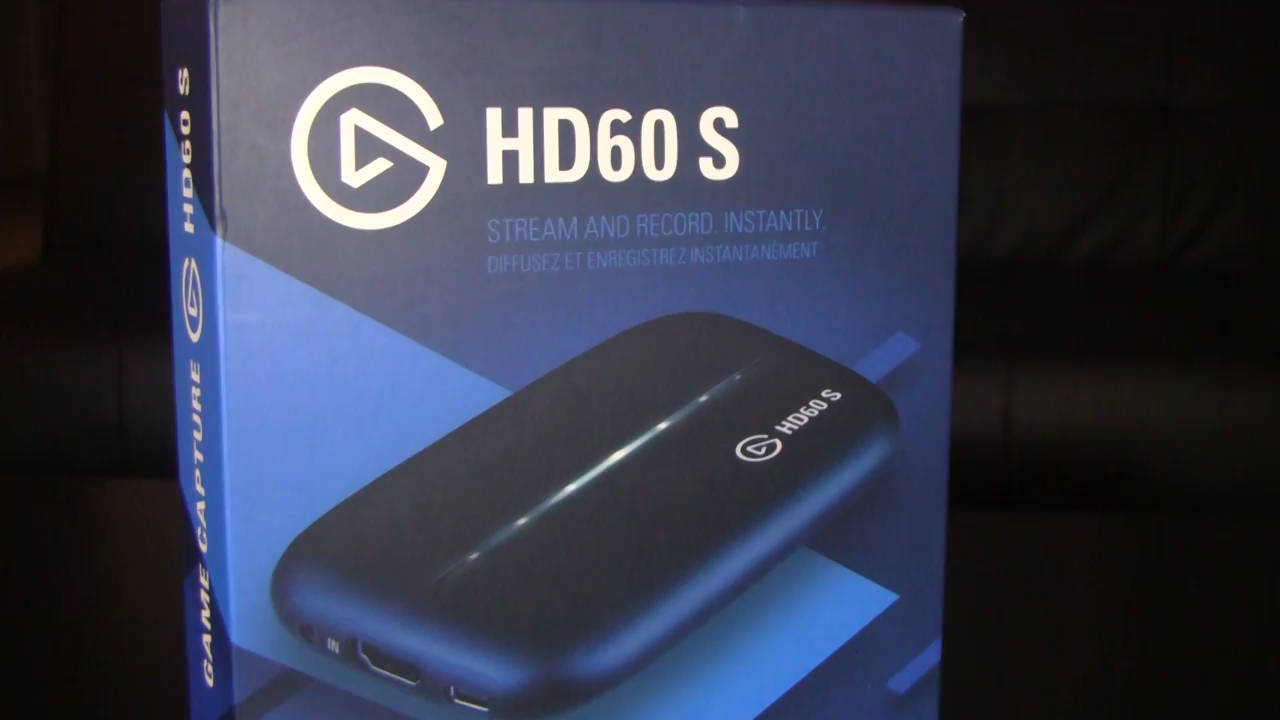 HD60 S
STREAM AND RECORD. INSTANTLY.
DIFFUSEZ ET ENREGISTREZ INSTANTANÉMENT
HD60 S
IN
GAME CAPTURE HD60 S